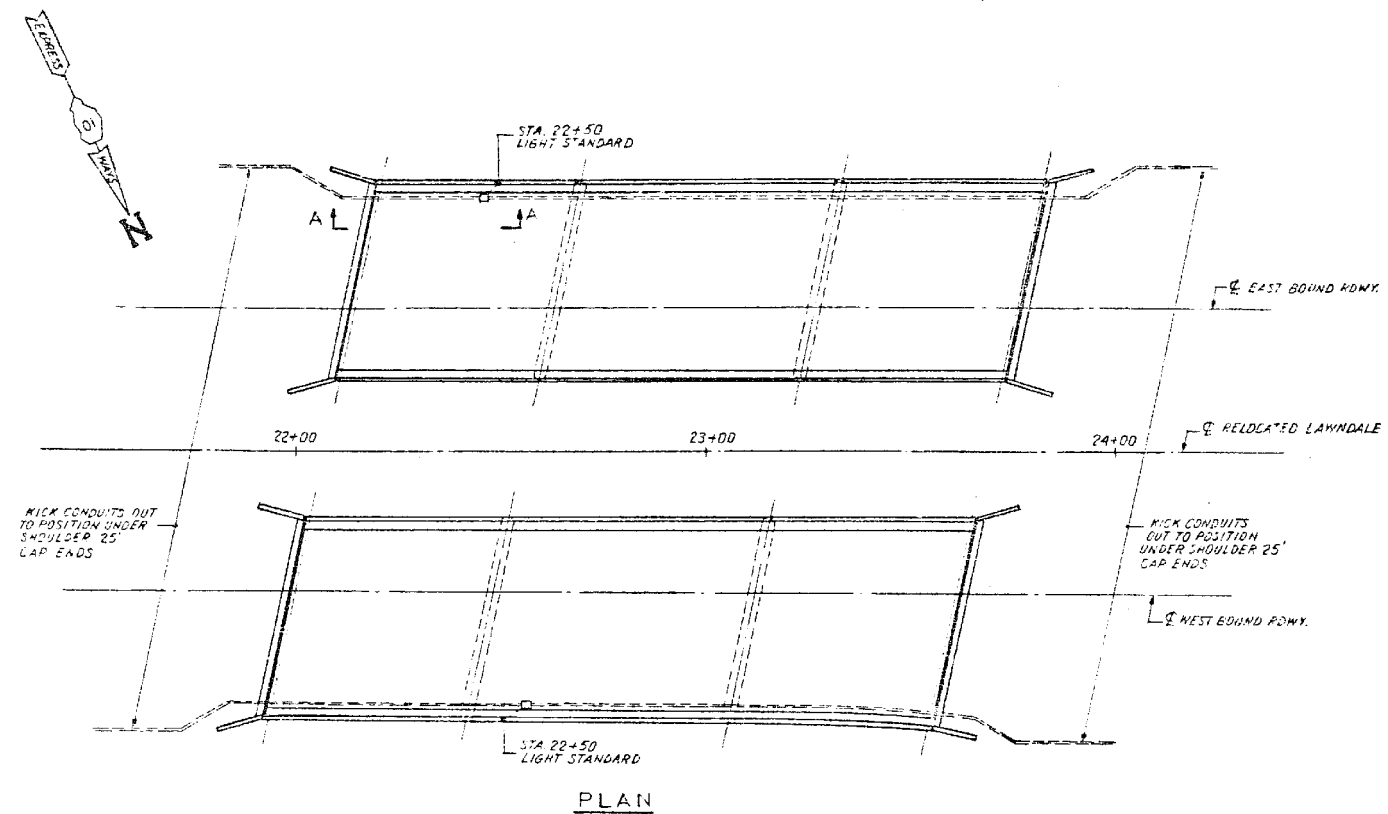 EXPRESS
Ō
WAYS
N
STA. 22+50
LIGHT STANDARD
A A
℄ EAST BOUND RDWY.
22+00 23+00 24+00
℄ RELOCATED LAWNDALE
KICK CONDUITS OUT
TO POSITION UNDER
SHOULDER 25'
CAP ENDS
KICK CONDUITS
OUT TO POSITION
UNDER SHOULDER 25'
CAP ENDS
℄ WEST BOUND RDWY.
STA. 22+50
LIGHT STANDARD
PLAN